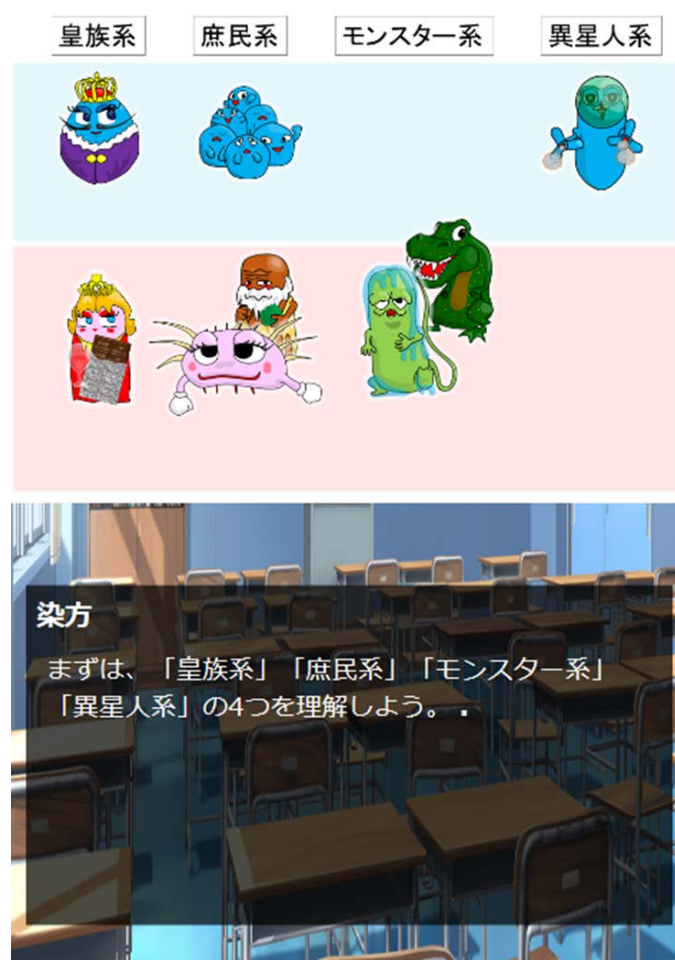 皇族系
庶民系
モンスター系
異星人系
染方
まずは、「皇族系」「庶民系」「モンスター系」
「異星人系」の4つを理解しよう。.